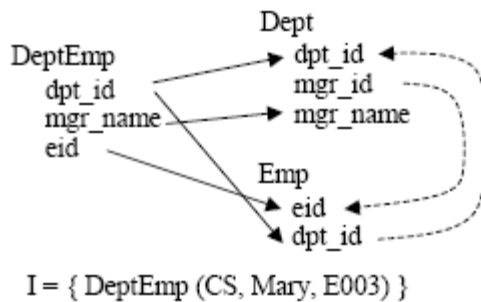 DeptEmp
dpt_id
mgr_name
eid
Dept
dpt_id
mgr_id
mgr_name
Emp
eid
dpt_id
I = { DeptEmp (CS, Mary, E003) }